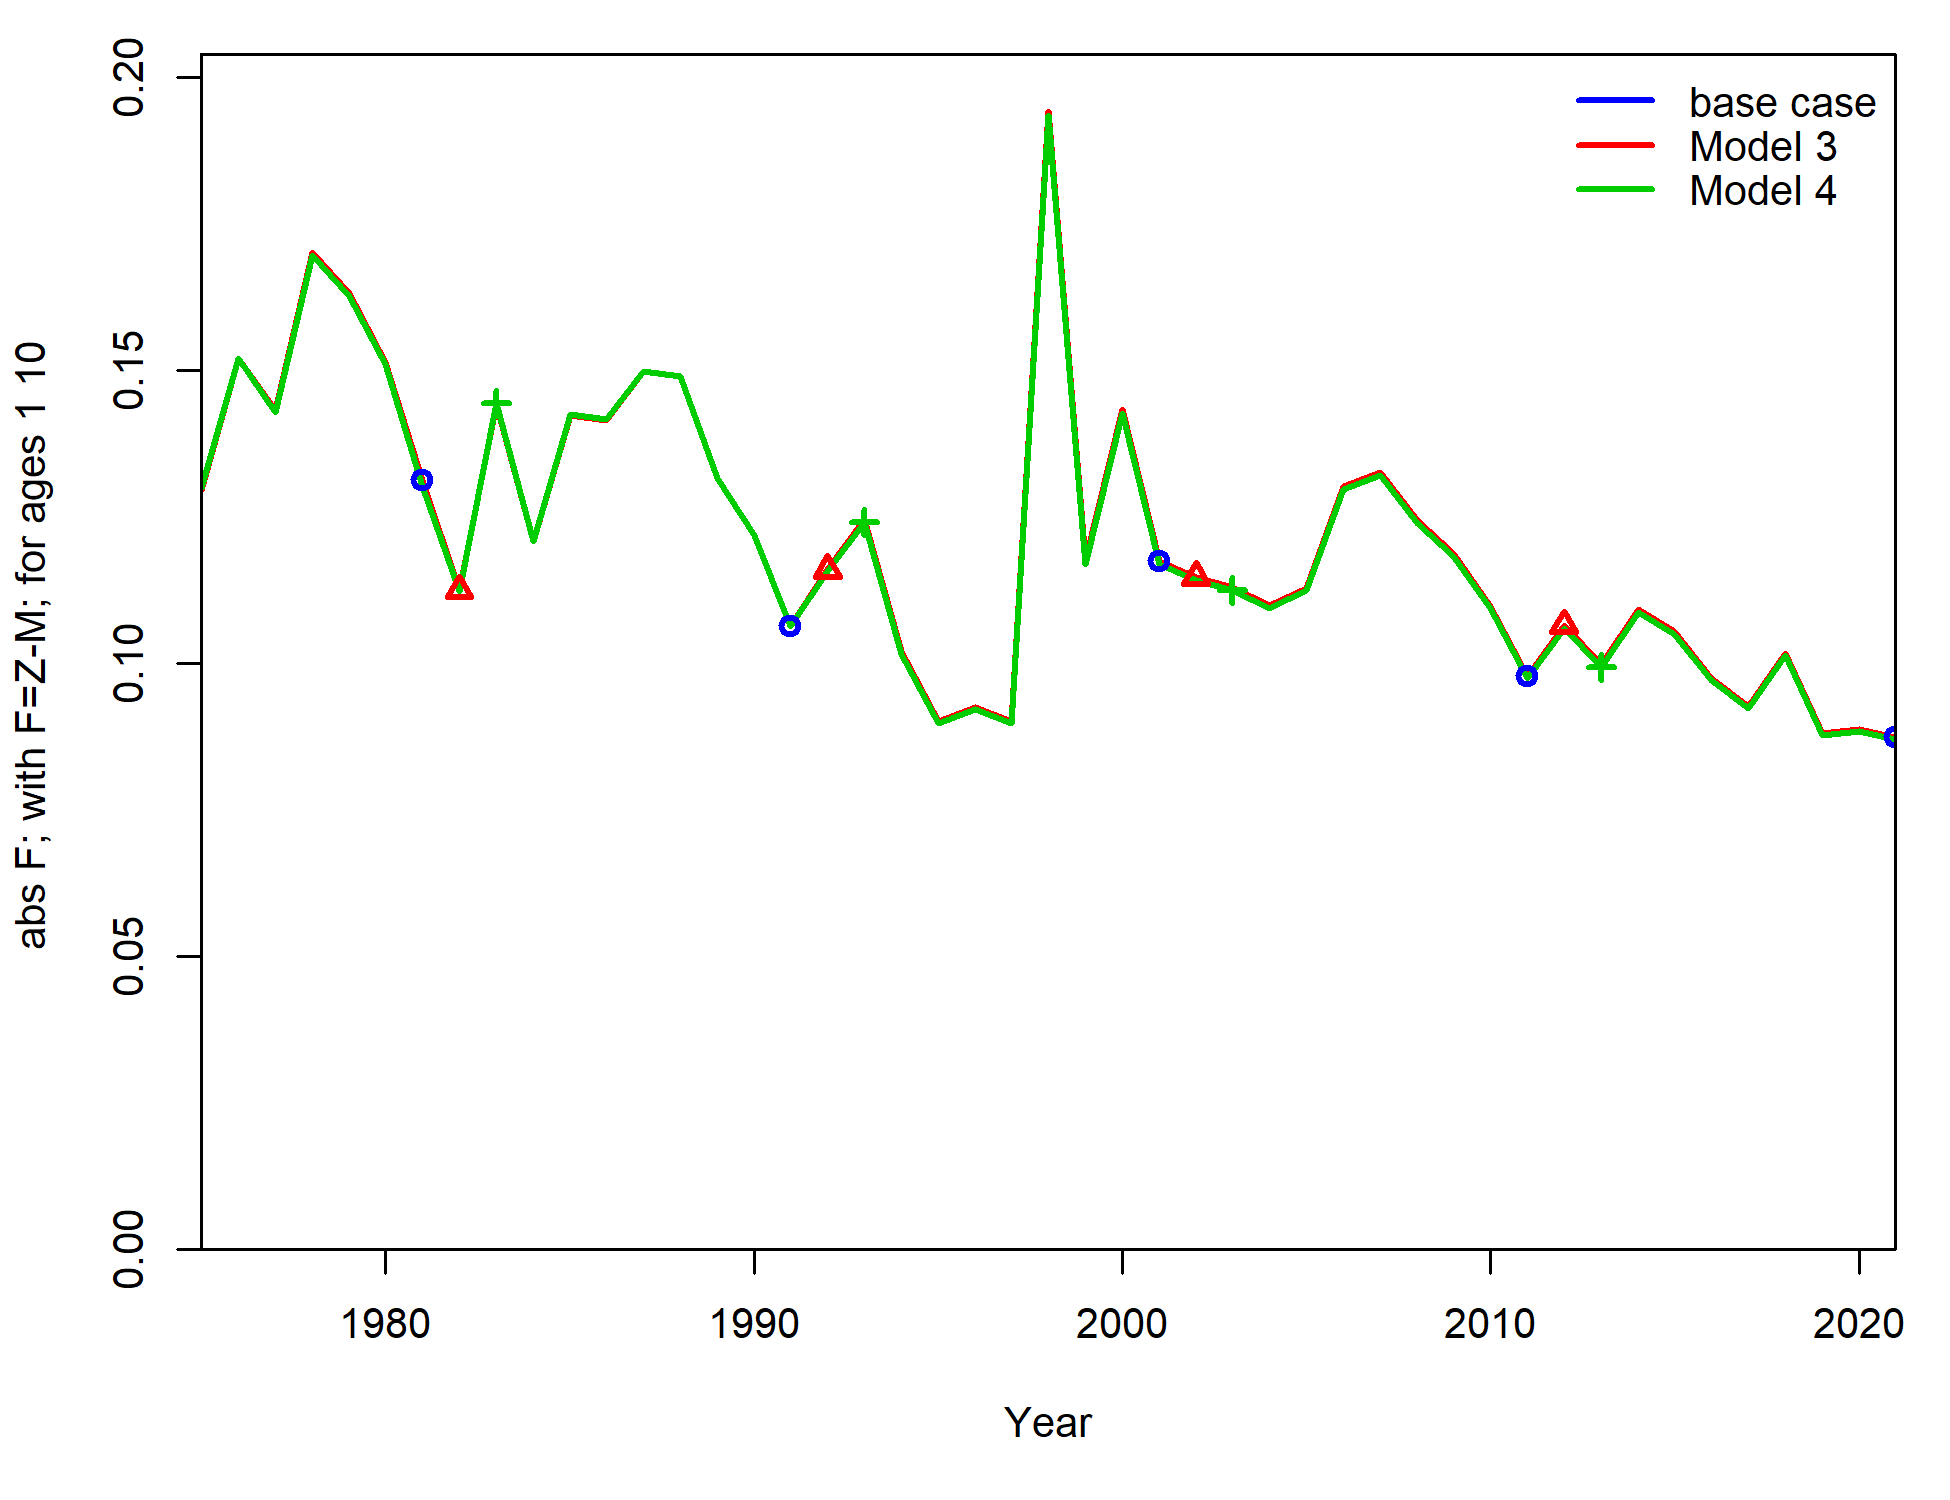 abs F; with F=Z-M; for ages 1 10
0.20
0.15
0.10
0.05
0.00
base case
Model 3
Model 4
1980 1990 2000 2010 2020
Year